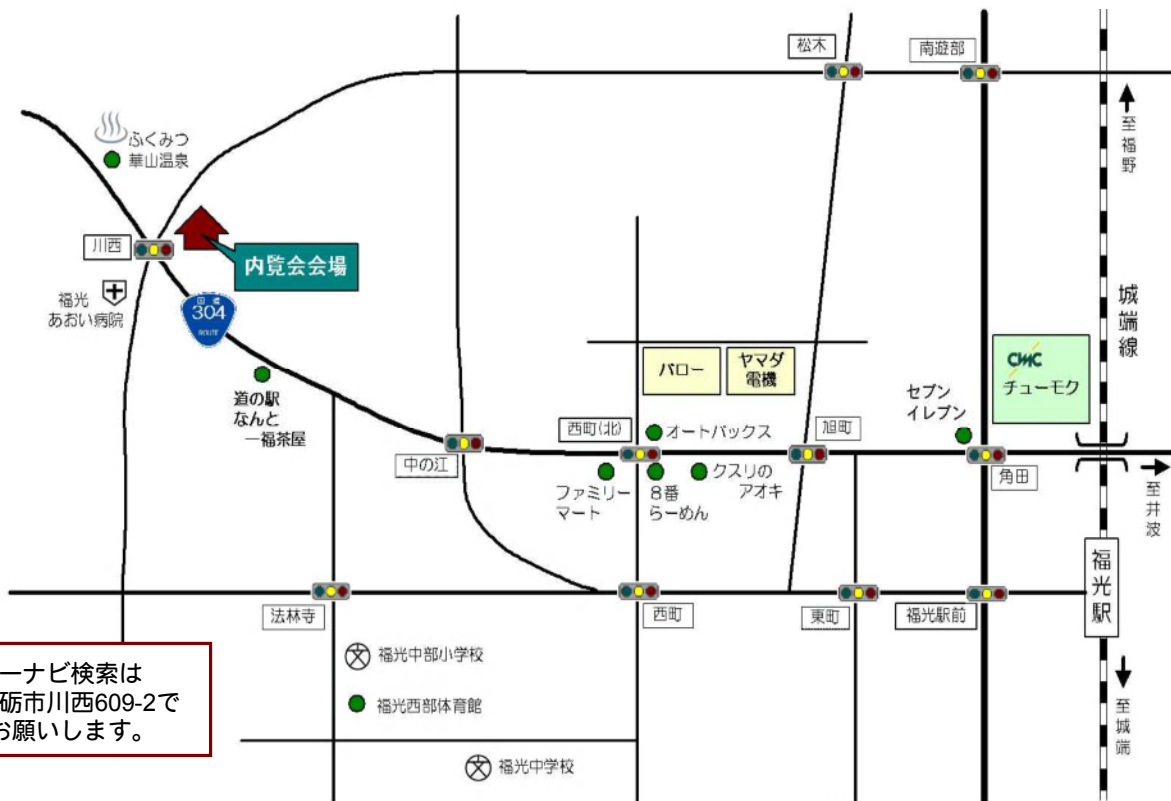 松木
南遊部
至福野
ふくみつ
華山温泉
川西
内覧会会場
福光
あおい病院
国道
304
ROUTE
城端線
バロー
ヤマダ
電機
CMC
チューモク
道の駅
なんと
一福茶屋
セブン
イレブン
西町(北)
オートバックス
旭町
中の江
ファミリー
マート
8番
らーめん
クスリの
アオキ
角田
至井波
福光駅
法林寺
西町
東町
福光駅前
福光中部小学校
ーナビ検索は
砺市川西609-2で
お願いします。
福光西部体育館
至城端
福光中学校